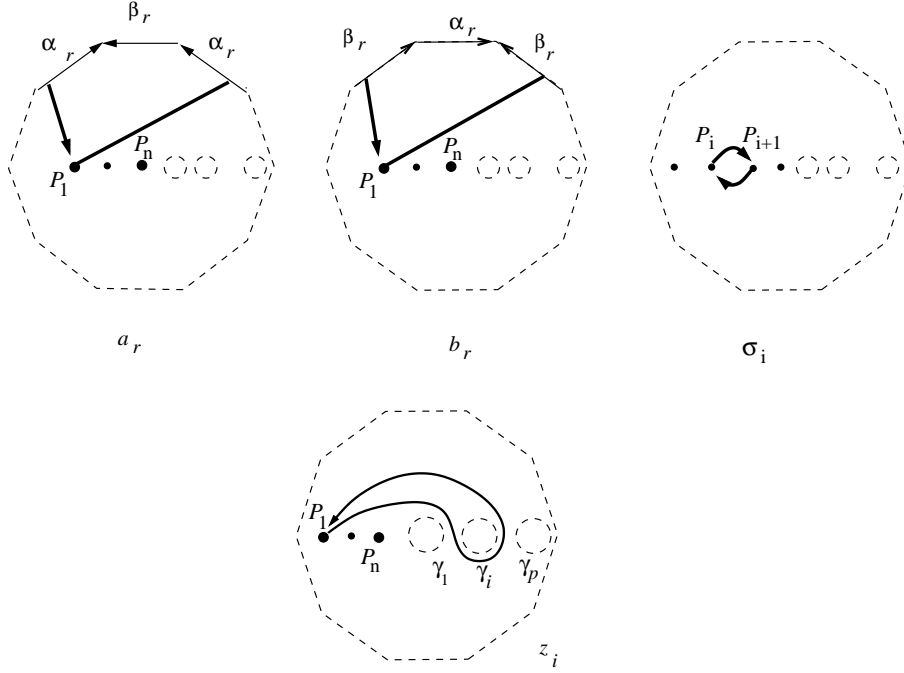 β_r β_r α_r
α_r α_r β_r β_r
P_n P_n P_i P_{i+1}
P_1 P_1
a_r b_r σ_i
P_1
P_n γ_1 γ_i γ_p
z_i